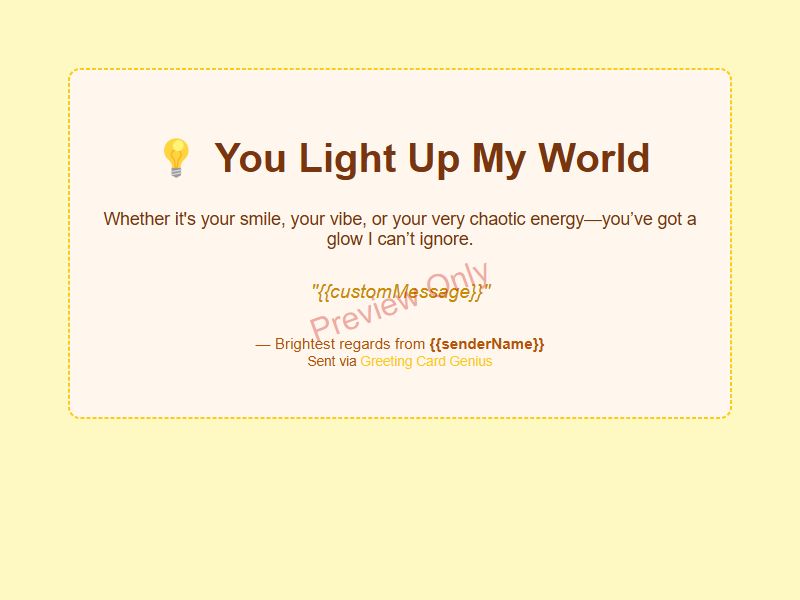 💡 You Light Up My World
Whether it's your smile, your vibe, or your very chaotic energy—you’ve got a
glow I can’t ignore.
"{{customMessage}}"
Preview Only
— Brightest regards from {{senderName}}
Sent via Greeting Card Genius